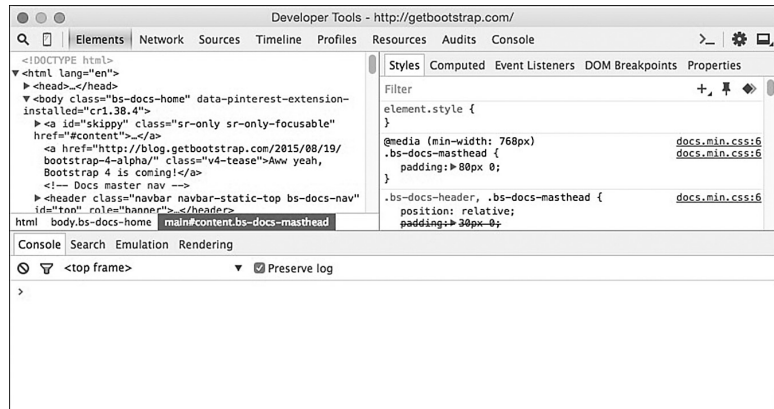 Developer Tools - http://getbootstrap.com/
Elements Network Sources Timeline Profiles Resources Audits Console
<!DOCTYPE html>
▼<html lang="en">
▶<head>…</head>
▼<body class="bs-docs-home" data-pinterest-extension-
installed="cr1.38.4">
▶<a id="skippy" class="sr-only sr-only-focusable"
href="#content">…</a>
<a href="http://blog.getbootstrap.com/2015/08/19/
bootstrap-4-alpha/" class="v4-tease">Aww yeah,
Bootstrap 4 is coming!</a>
<!-- Docs master nav -->
▶<header class="navbar navbar-static-top bs-docs-nav"
id="top" role="banner">…</header>
html body.bs-docs-home main#content.bs-docs-masthead
Styles Computed Event Listeners DOM Breakpoints Properties
Filter
element.style {
}
@media (min-width: 768px) docs.min.css:6
.bs-docs-masthead { docs.min.css:6
padding:▶80px 0;
}
.bs-docs-header, .bs-docs-masthead { docs.min.css:6
position: relative;
padding:▶30px 0;
Console Search Emulation Rendering
<top frame> ▼ Preserve log
>